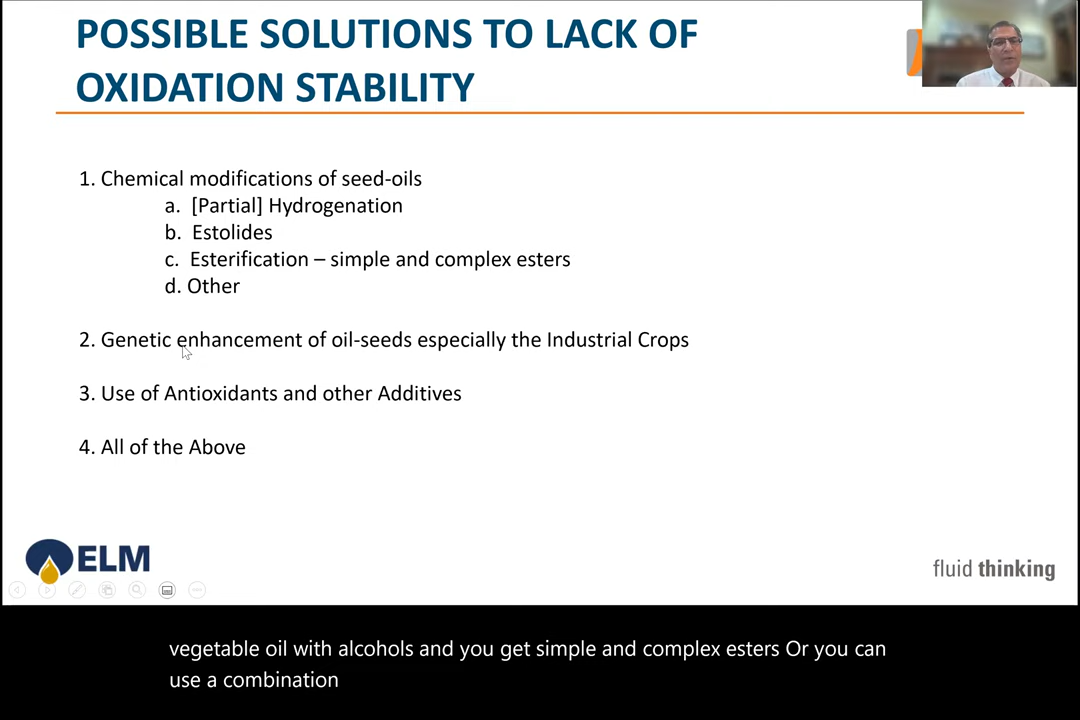 POSSIBLE SOLUTIONS TO LACK OF
OXIDATION STABILITY
1. Chemical modifications of seed-oils
a. [Partial] Hydrogenation
b. Estolides
c. Esterification – simple and complex esters
d. Other
2. Genetic enhancement of oil-seeds especially the Industrial Crops
3. Use of Antioxidants and other Additives
4. All of the Above
ELM
fluid thinking
vegetable oil with alcohols and you get simple and complex esters Or you can
use a combination